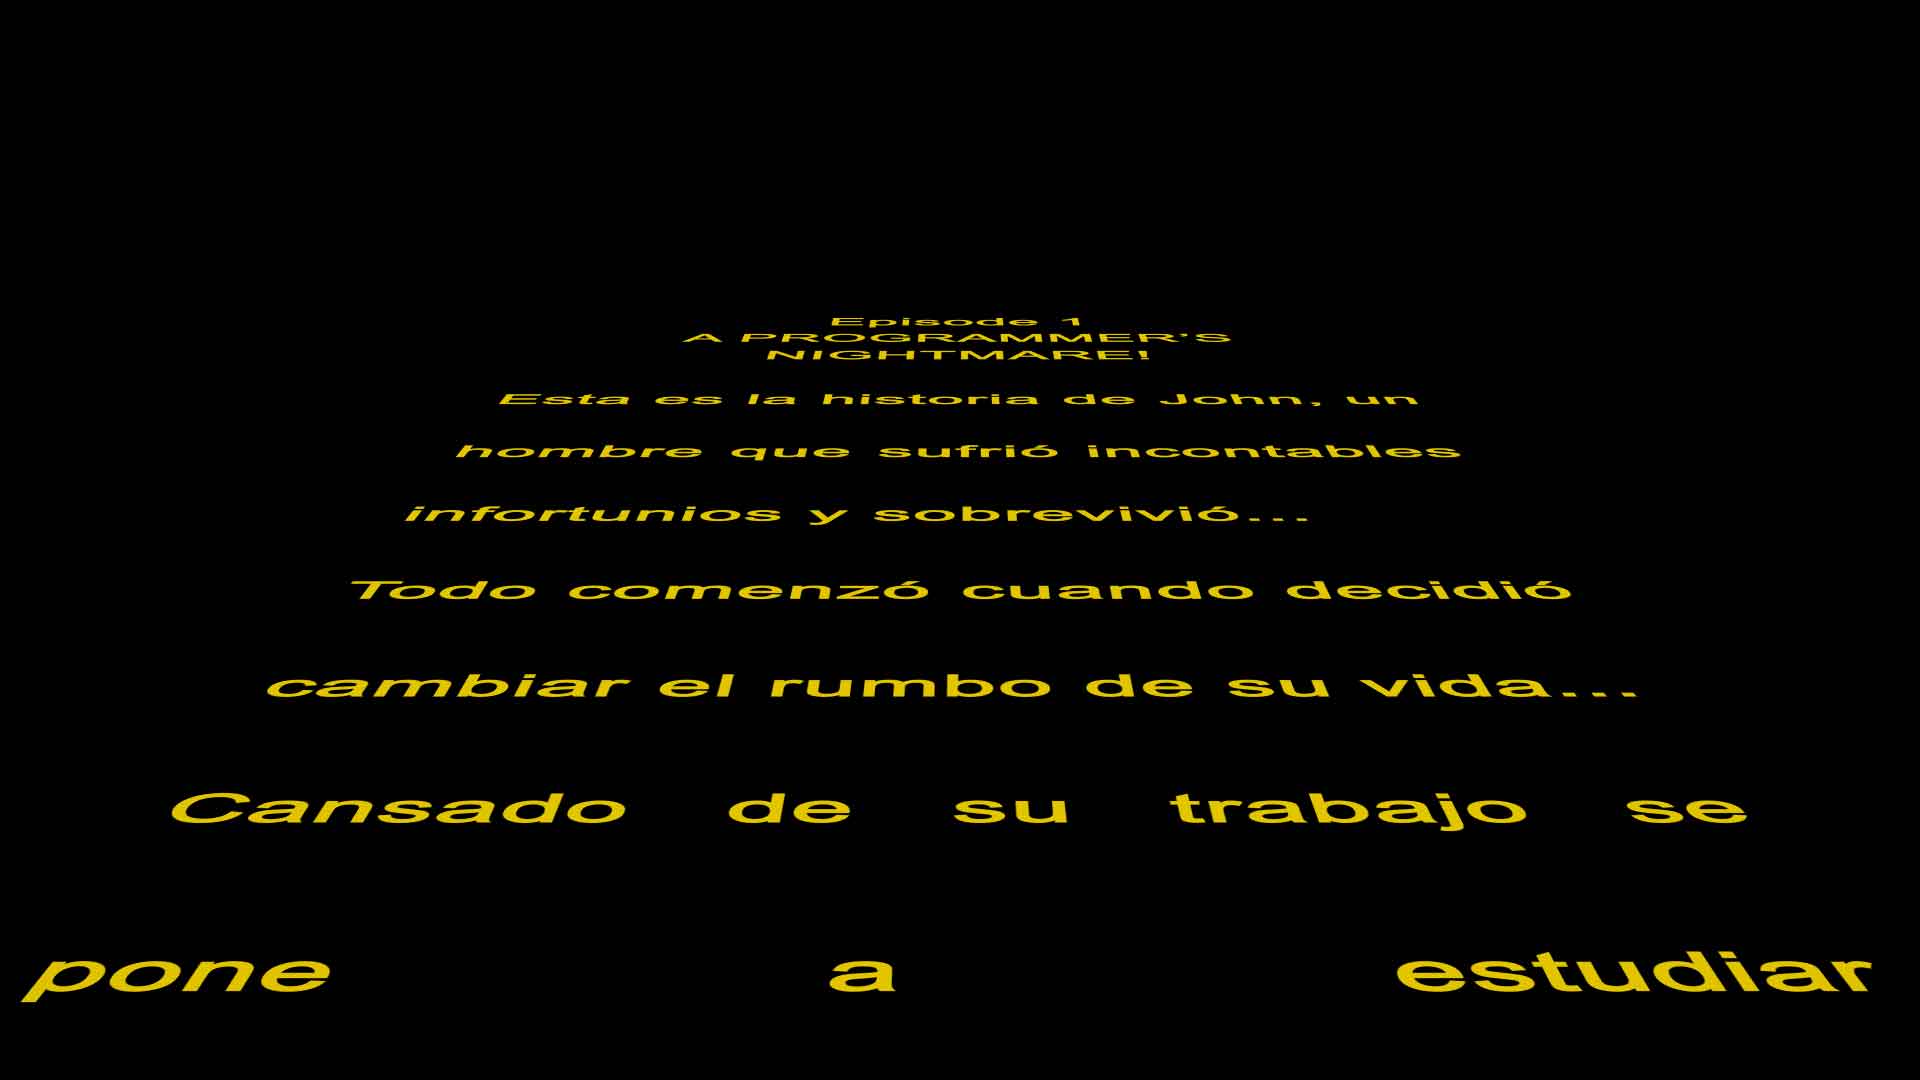 Episode 1
A PROGRAMMER'S
NIGHTMARE!
Esta es la historia de John, un
hombre que sufrió incontables
infortunios y sobrevivió...
Todo comenzó cuando decidió
cambiar el rumbo de su vida...
Cansado de su trabajo se
pone a estudiar